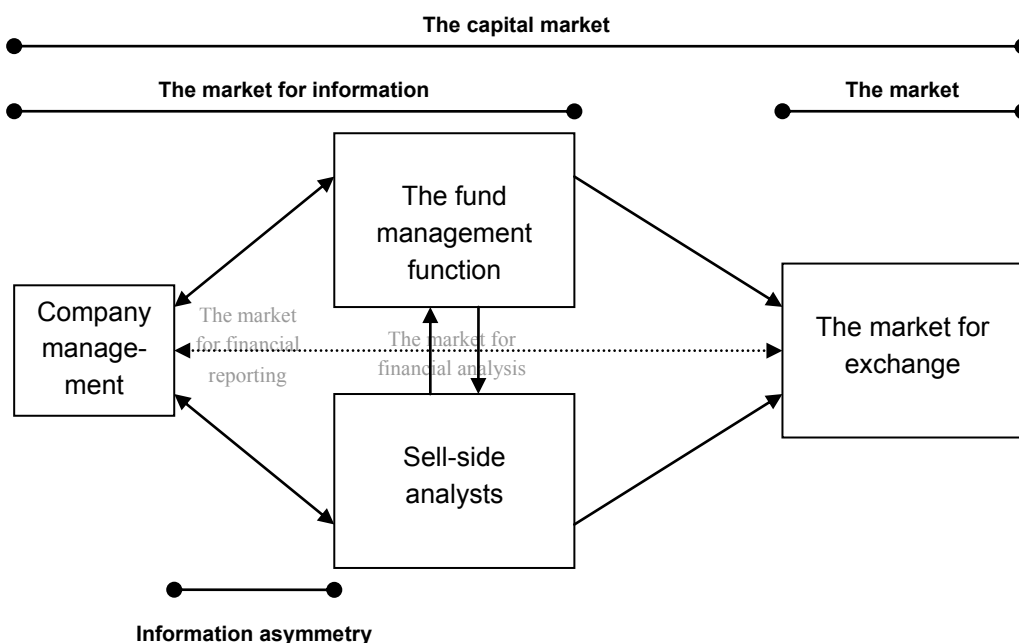 The capital market
The market for information
The market
The fund
management
function
Company
manage-
ment
The market
for financial
reporting
The market for
financial analysis
The market for
exchange
Sell-side
analysts
Information asymmetry